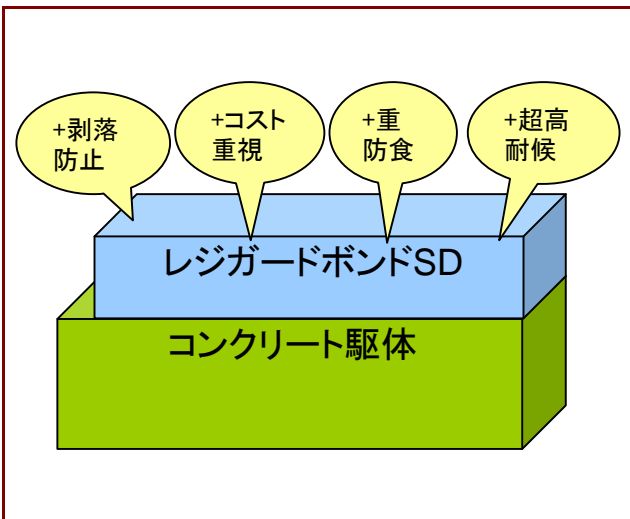 +剥落
防止
+コスト
重視
+重
防食
+超高
耐候
レジガードボンドSD
コンクリート駆体